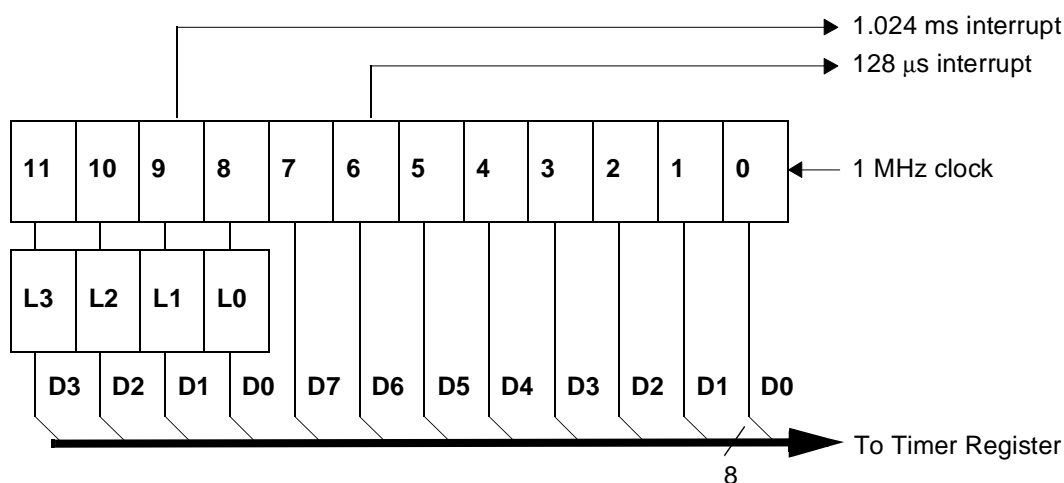 1.024 ms interrupt
128 μs interrupt
11 10 9 8 7 6 5 4 3 2 1 0
1 MHz clock
L3 L2 L1 L0
D3 D2 D1 D0 D7 D6 D5 D4 D3 D2 D1 D0
To Timer Register
8